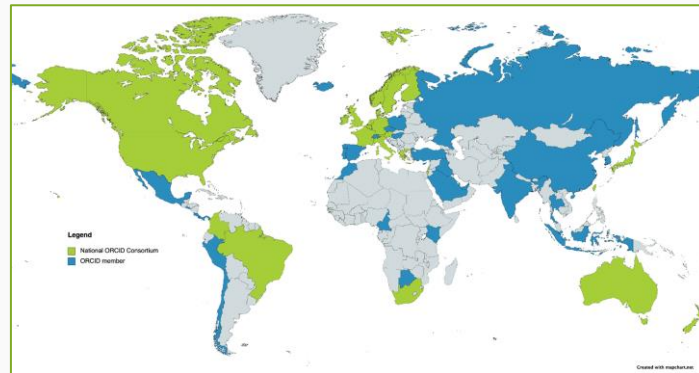 Legend
National ORCID Consortium
ORCID member
Created with mapchart.net